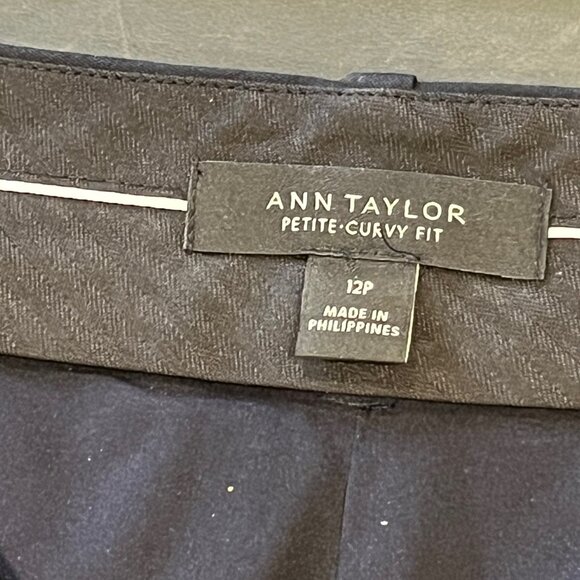 ANN TAYLOR
PETITE·CURVY FIT
12P
MADE IN
PHILIPPINES